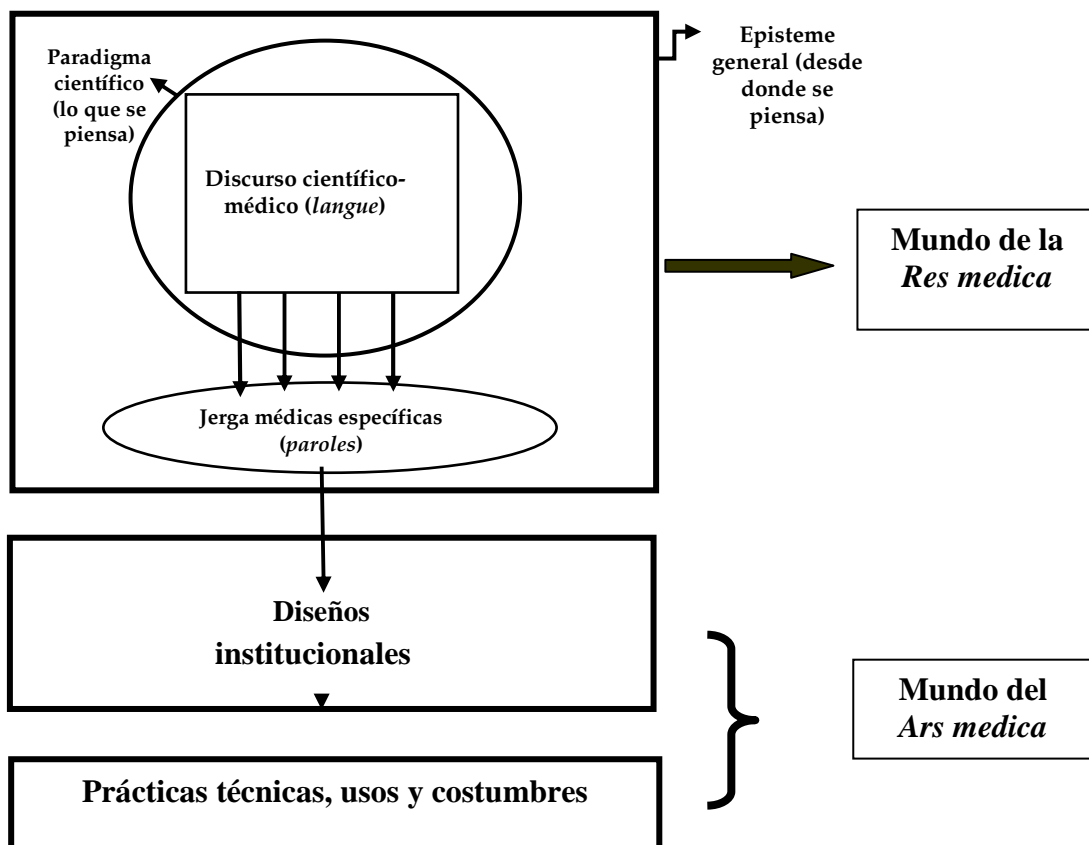 Paradigma
científico
(lo que se
piensa)
Episteme
general (desde
donde se
piensa)
Discurso científico-
médico (langue)
Mundo de la
Res medica
Jerga médicas específicas
(paroles)
Diseños
institucionales
Mundo del
Ars medica
Prácticas técnicas, usos y costumbres